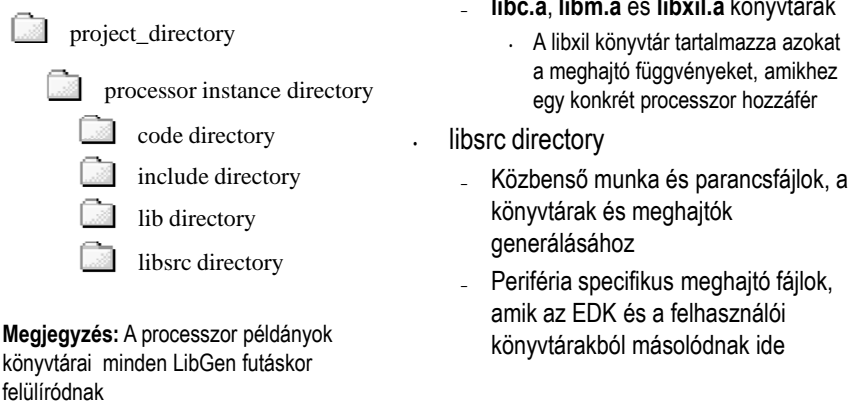 project_directory
processor instance directory
code directory
include directory
lib directory
libsrc directory
Megjegyzés: A processzor példányok
könyvtárai minden LibGen futáskor
felülíródnak
– libc.a, libm.a és libxil.a könyvtárak
• A libxil könyvtár tartalmazza azokat
a meghajtó függvényeket, amikhez
egy konkrét processzor hozzáfér
• libsrc directory
– Közbenső munka és parancsfájlok, a
könyvtárak és meghajtók
generálásához
– Periféria specifikus meghajtó fájlok,
amik az EDK és a felhasználói
könyvtárakból másolódnak ide